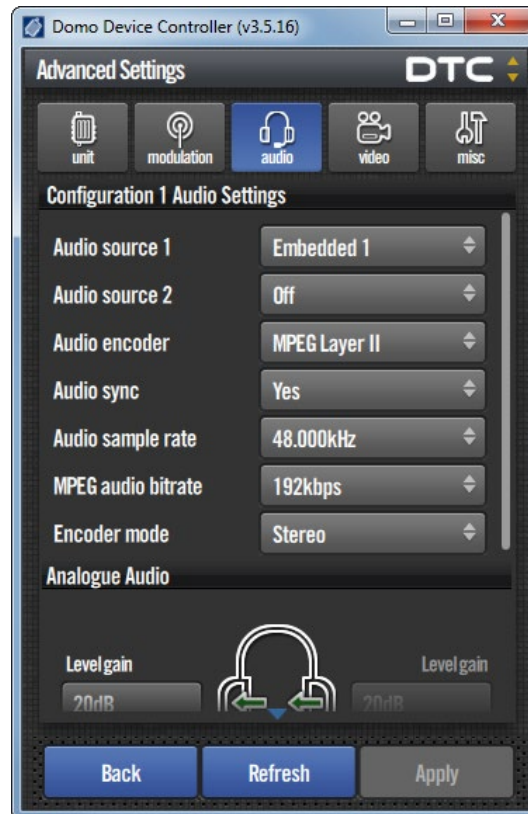 Domo Device Controller (v3.5.16)
Advanced Settings DTC
unit modulation audio video misc
Configuration 1 Audio Settings
Audio source 1 Embedded 1
Audio source 2 Off
Audio encoder MPEG Layer II
Audio sync Yes
Audio sample rate 48.000kHz
MPEG audio bitrate 192kbps
Encoder mode Stereo
Analogue Audio
Level gain Level gain
20dB 20dB
Back Refresh Apply